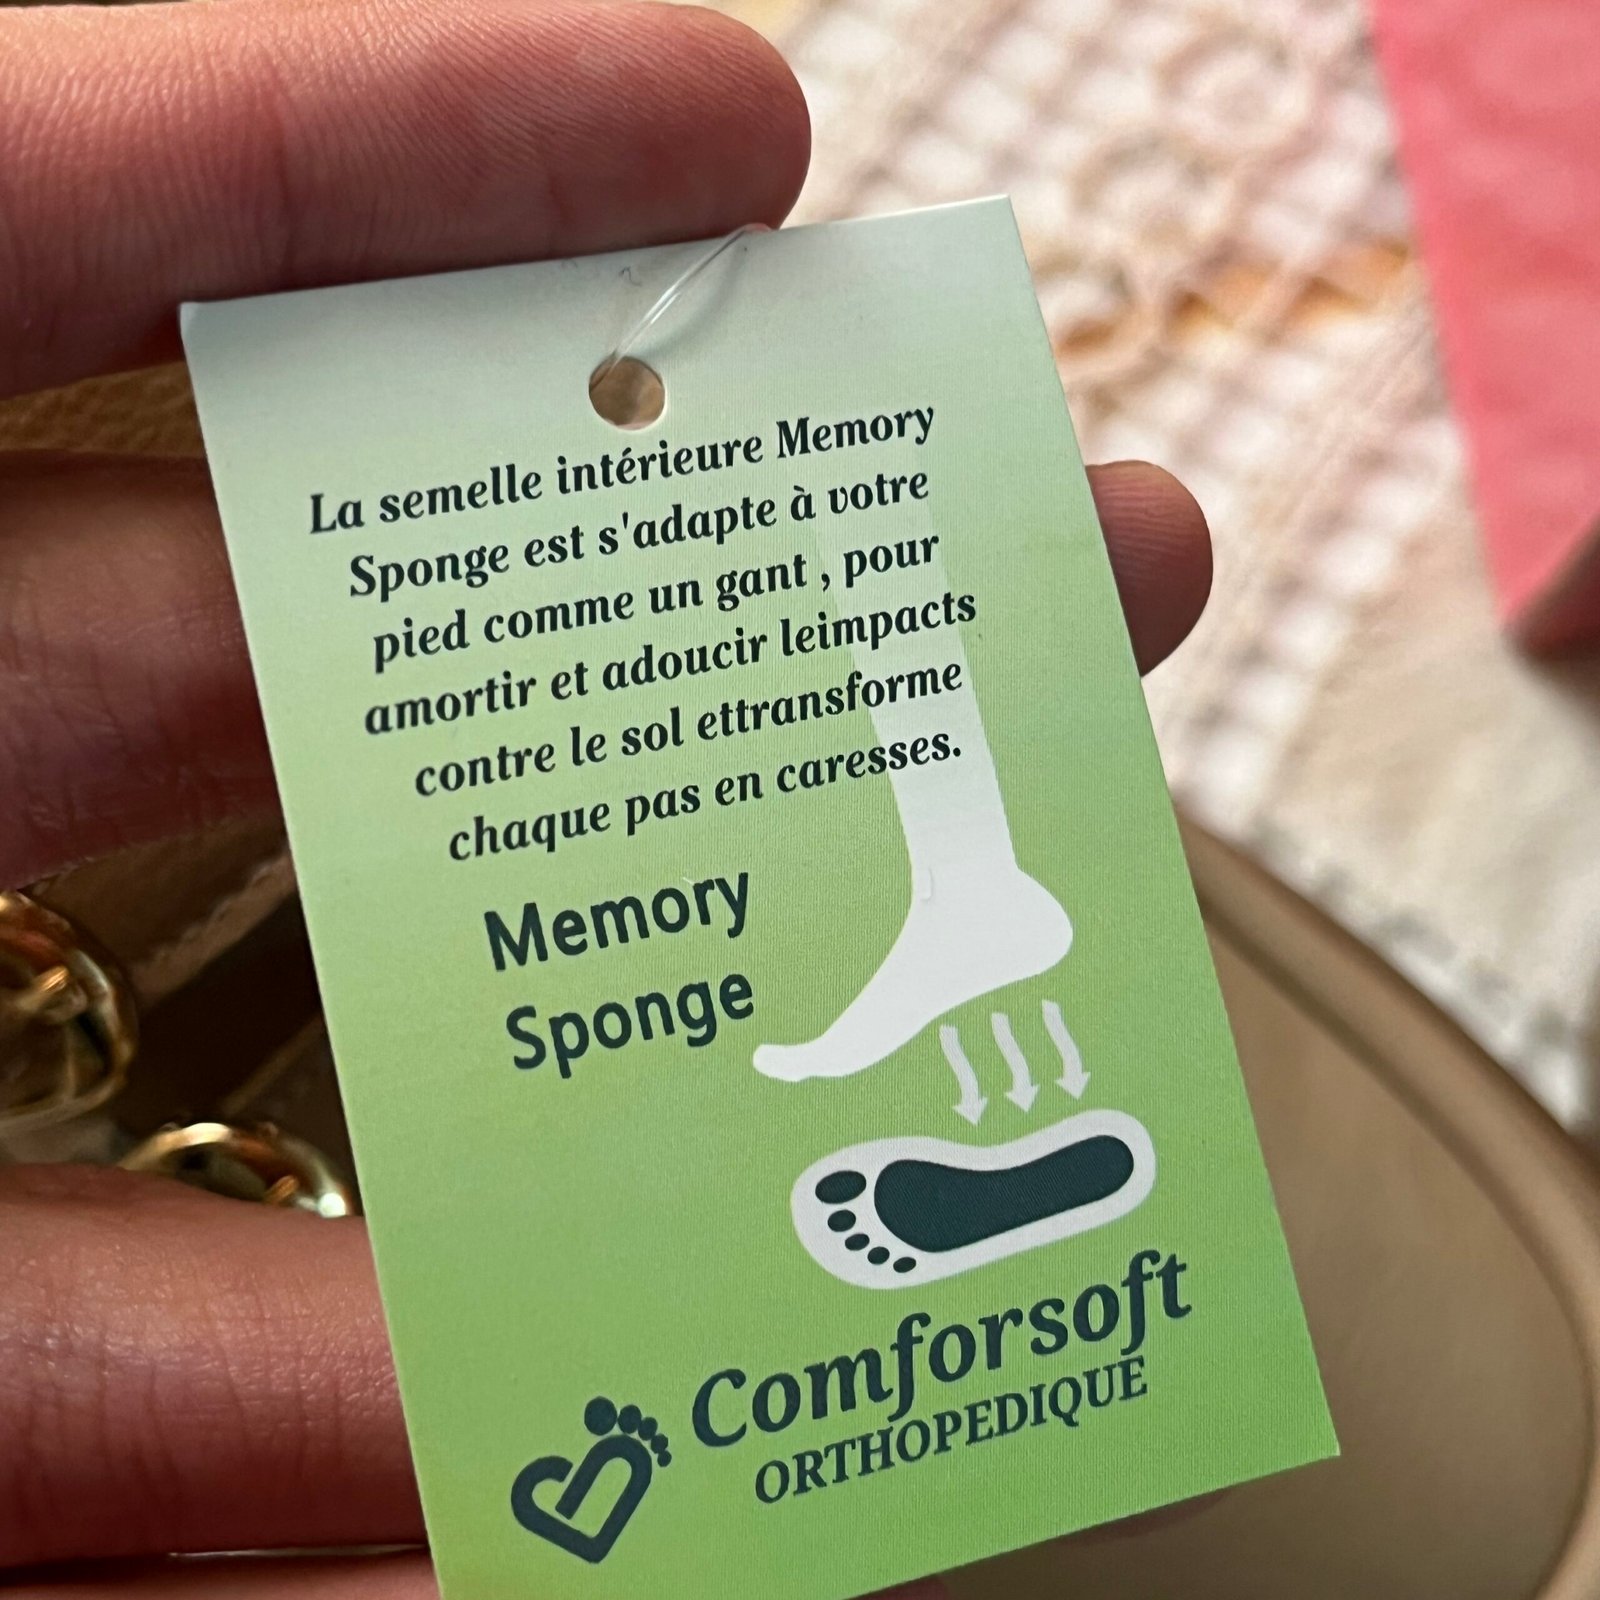 La semelle intérieure Memory
Sponge est s'adapte à votre
pied comme un gant , pour
amortir et adoucir leimpacts
contre le sol ettransforme
chaque pas en caresses.
Memory
Sponge
Comforsoft
ORTHOPEDIQUE